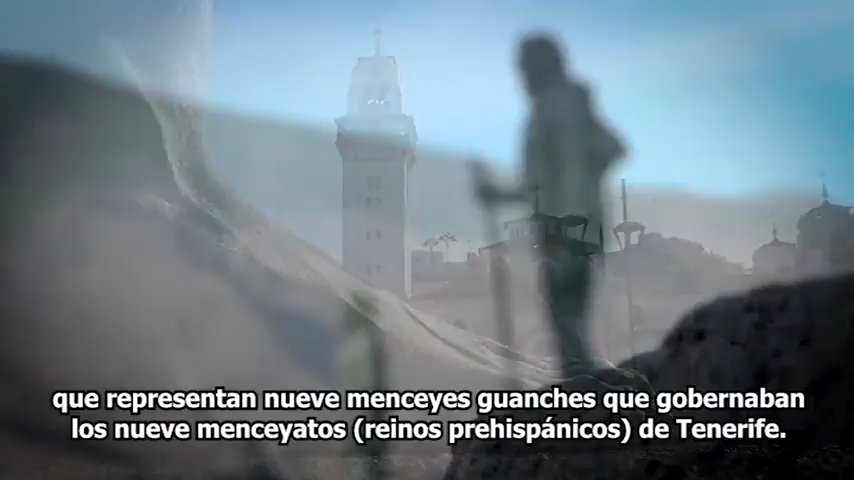 que representan nueve menceyes guanches que gobernaban
los nueve menceyatos (reinos prehispánicos) de Tenerife.